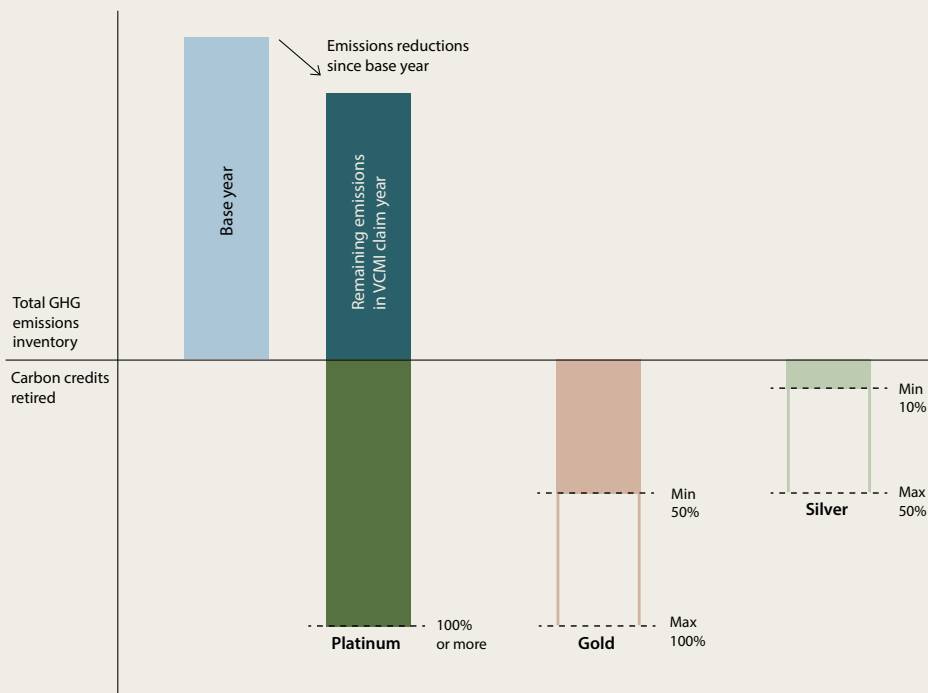 Emissions reductions
since base year
Base year
Remaining emissions
in VCMI claim year
Total GHG
emissions
inventory
Carbon credits
retired
Min
10%
Min
50%
Max
50%
Silver
100%
or more
Platinum
Max
100%
Gold